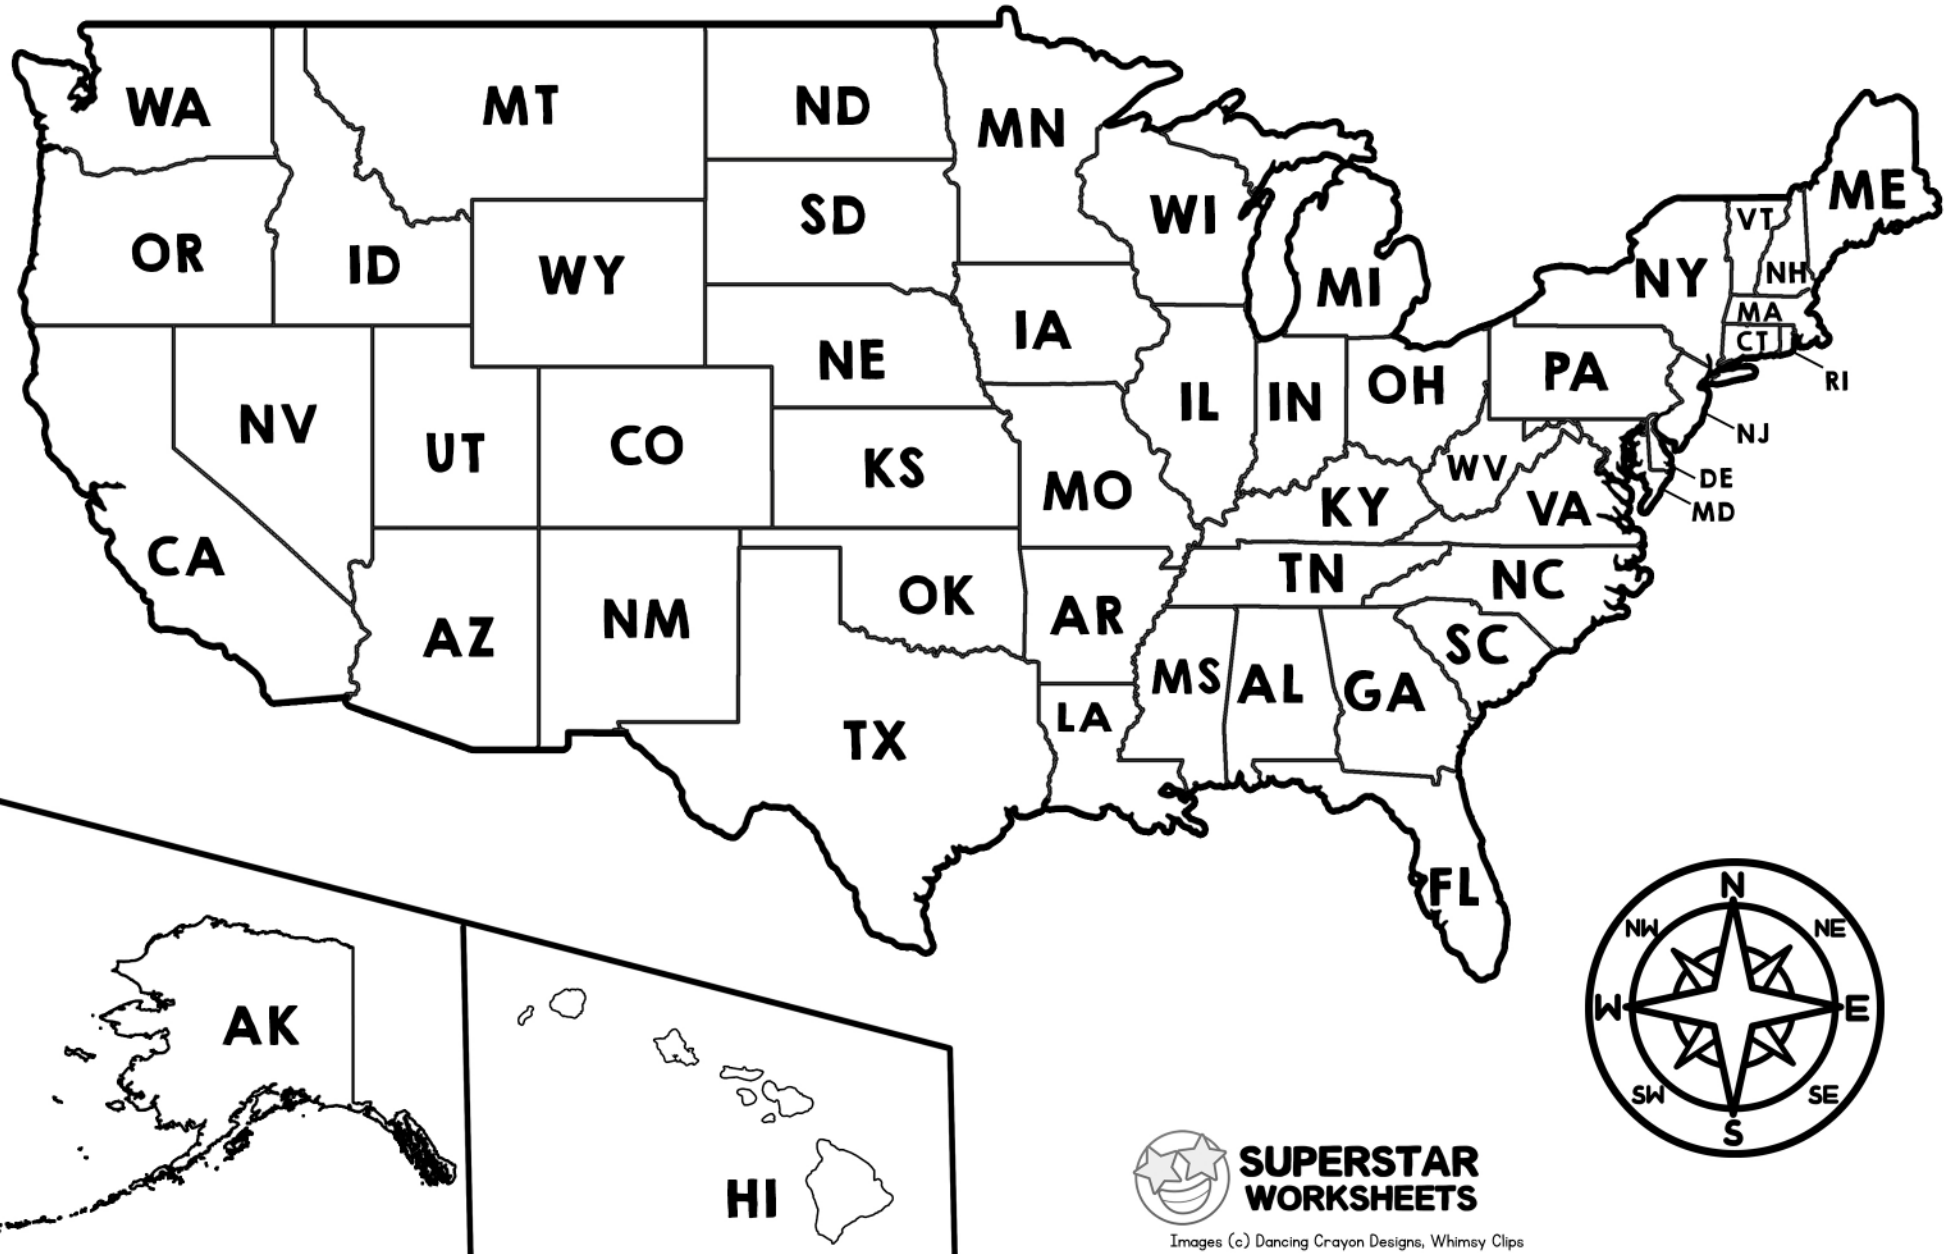 WA
MT
ND
MN
ME
OR
ID
WY
SD
WI
MI
NY
VT
NH
MA
CT
RI
NV
UT
CO
NE
IA
IL
IN
OH
PA
NJ
CA
KS
MO
KY
WV
VA
DE
MD
AZ
NM
OK
AR
TN
NC
TX
LA
MS
AL
GA
SC
FL
AK
HI
N
NW
NE
W
E
SW
SE
S
SUPERSTAR
WORKSHEETS
Images (c) Dancing Crayon Designs, Whimsy Clips